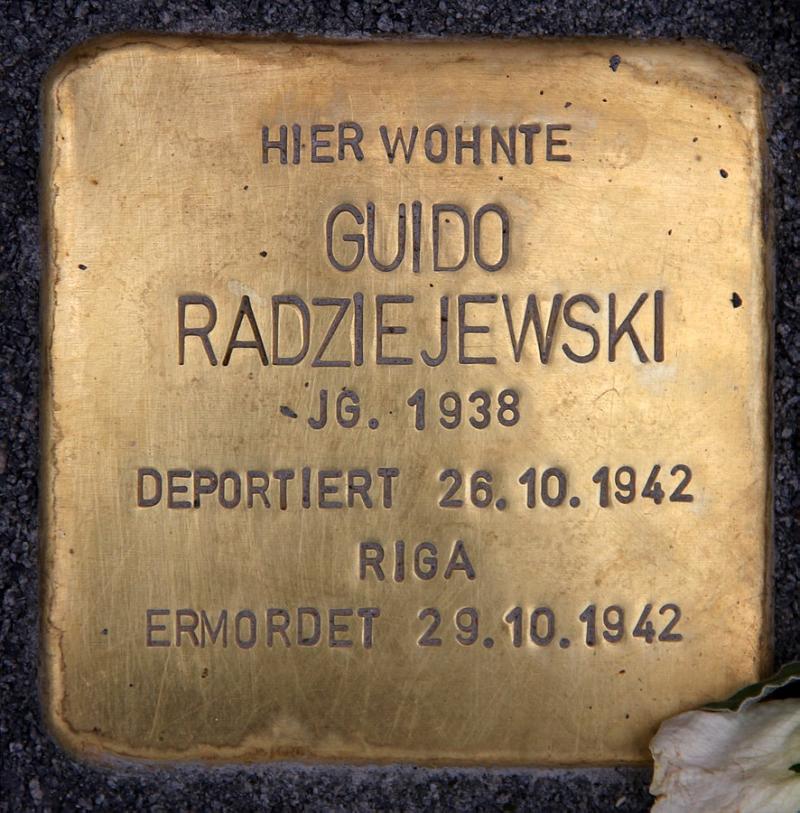 HIER WOHNTE
GUIDO
RADZIEJEWSKI
JG. 1938
DEPORTIERT 26.10.1942
RIGA
ERMORDET 29.10.1942